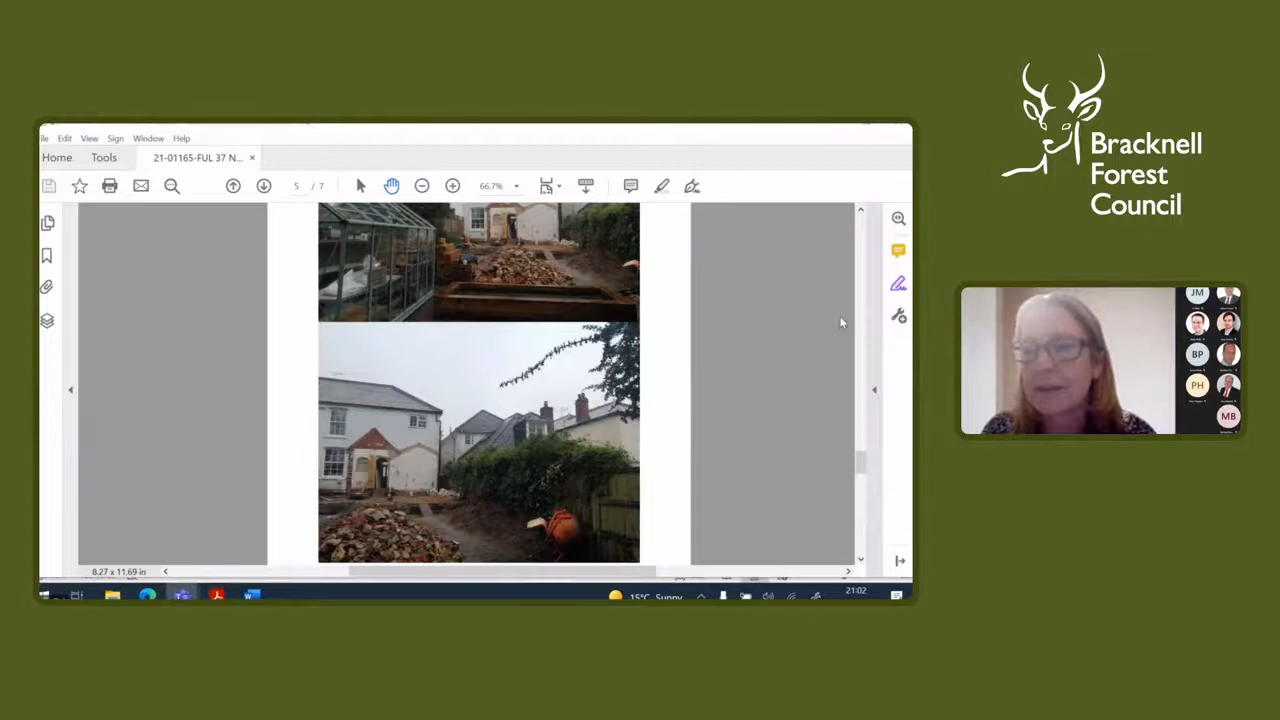 Edit View Sign Window Help
Home Tools 21-01165-FUL 37 N... ×
5 / 7 66.7%
8.27 x 11.69 in
15°C Sunny 21:02
Bracknell
Forest
Council
JM
BP
PH
MB